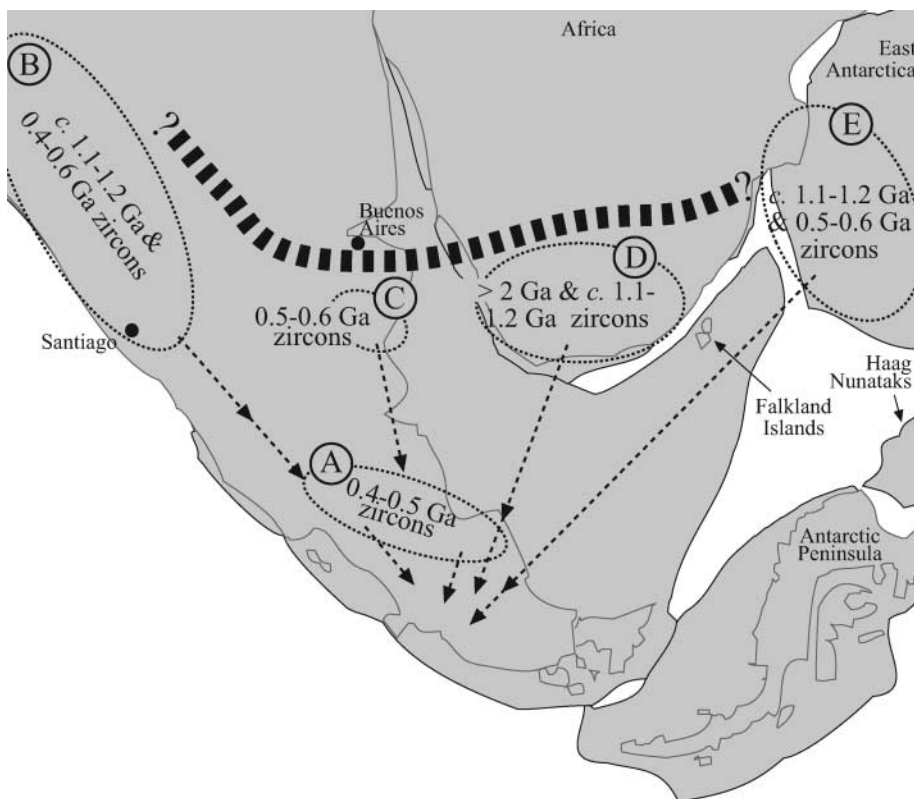 Africa
East
Antarctica
B
c. 1.1-1.2 Ga &
0.4-0.6 Ga zircons
?
E
c. 1.1-1.2 Ga
& 0.5-0.6 Ga
zircons
?
Buenos
Aires
D
> 2 Ga & c. 1.1-
1.2 Ga zircons
C
0.5-0.6 Ga
zircons
Santiago
Haag
Nunataks
Falkland
Islands
A
0.4-0.5 Ga
zircons
Antarctic
Peninsula